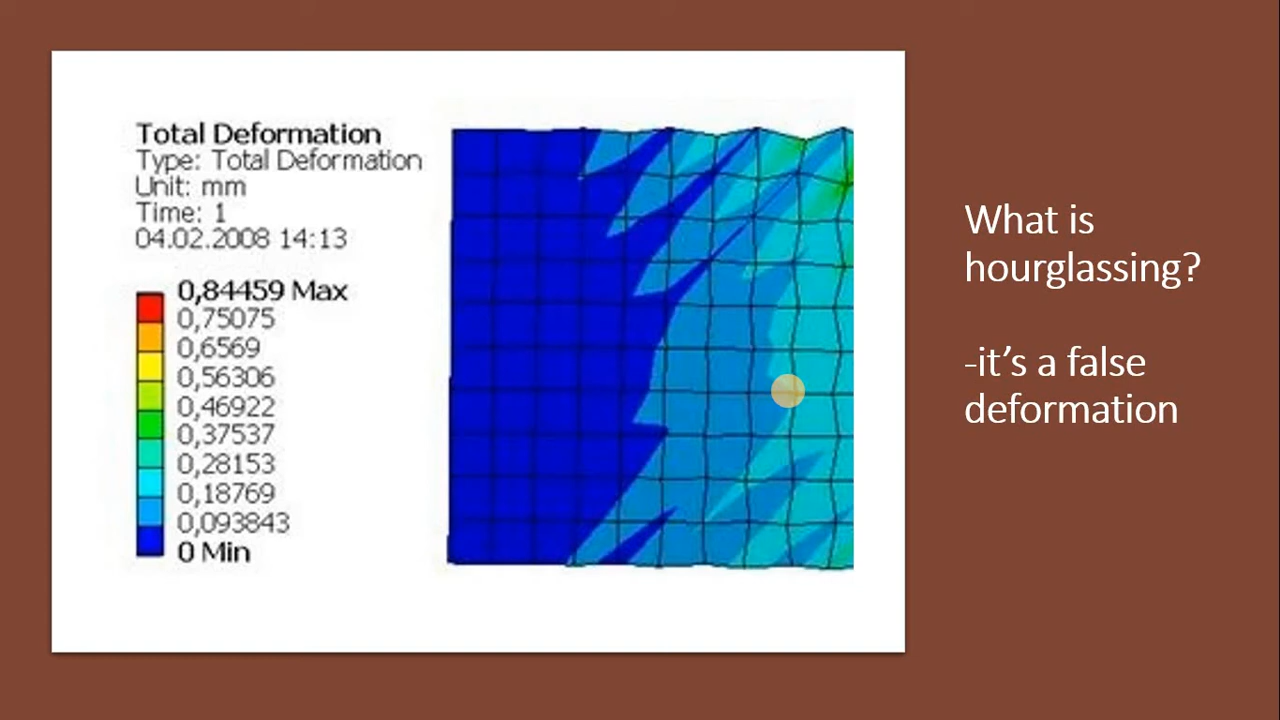 Total Deformation
Type: Total Deformation
Unit: mm
Time: 1
04.02.2008 14:13
0,84459 Max
0,75075
0,6569
0,56306
0,46922
0,37537
0,28153
0,18769
0,093843
0 Min
What is
hourglassing?
-it’s a false
deformation